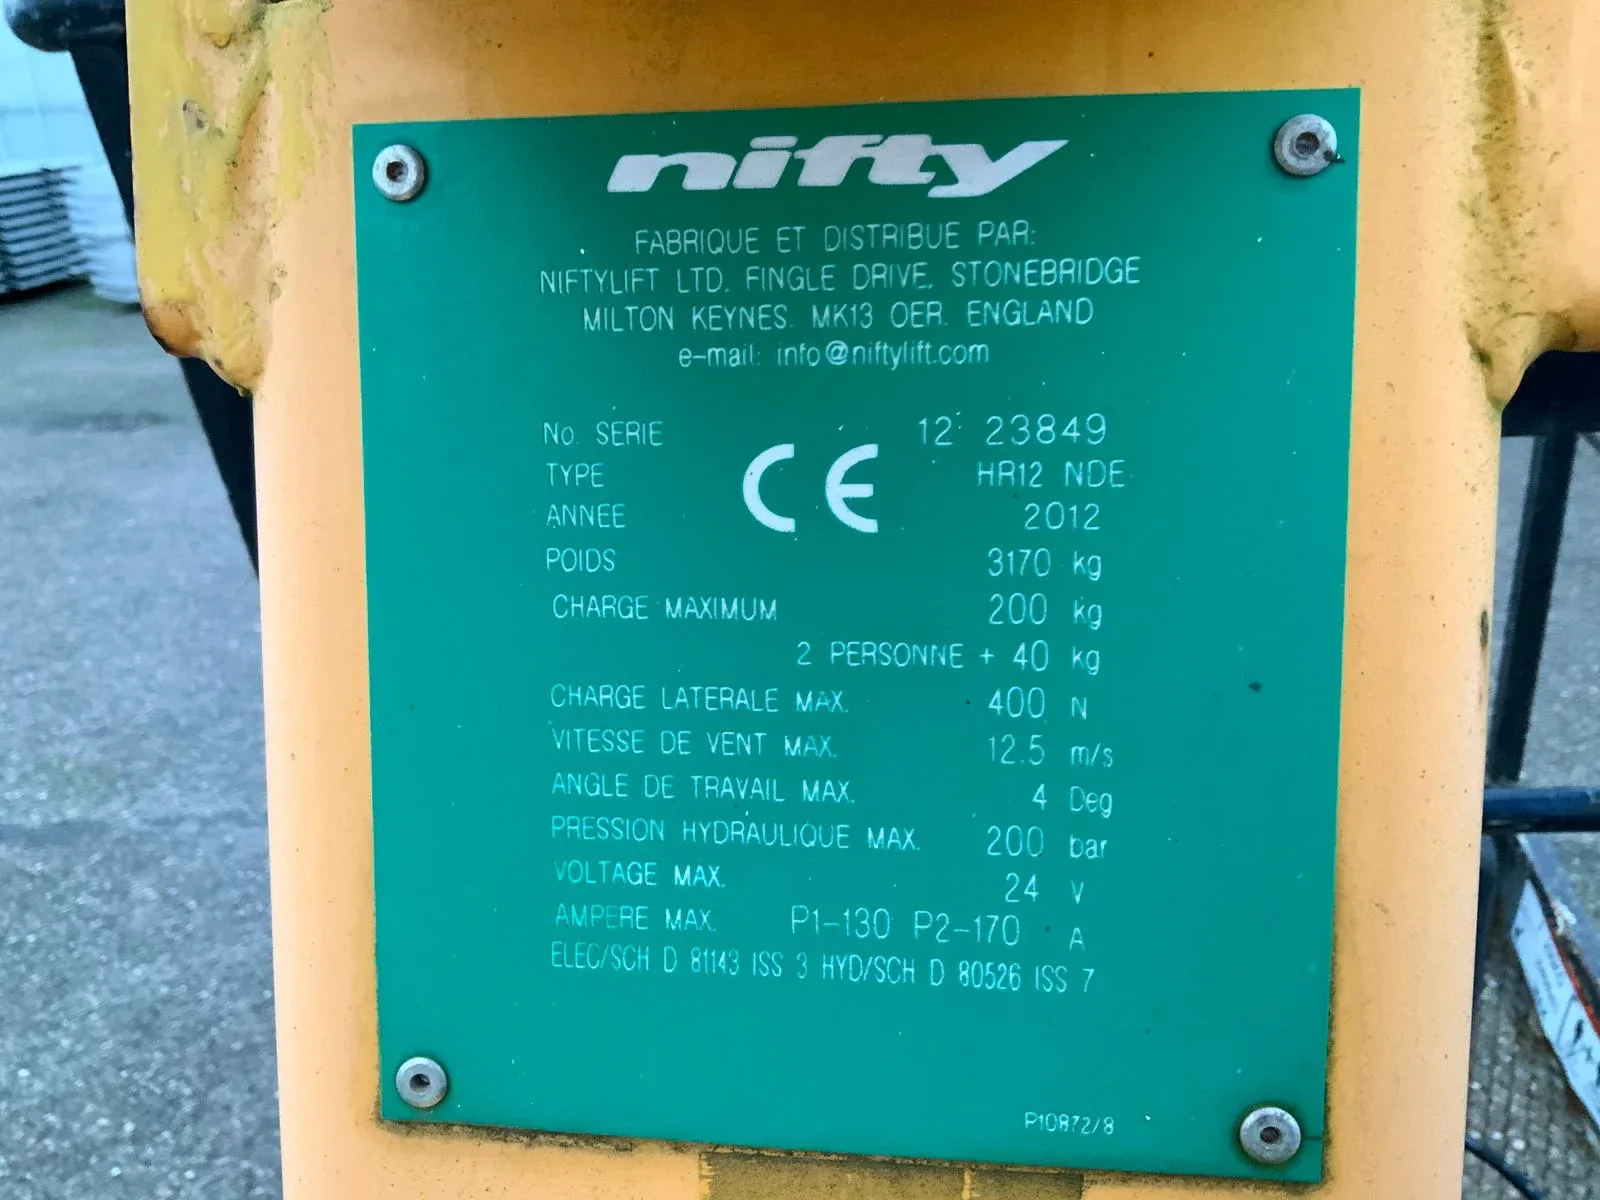 nifty
FABRIQUE ET DISTRIBUE PAR:
NIFTYLIFT LTD. FINGLE DRIVE, STONEBRIDGE
MILTON KEYNES. MK13 OER. ENGLAND
e-mail: info@niftylift.com
No. SERIE 12 23849
TYPE HR12 NDE
CE
ANNEE 2012
POIDS 3170 kg
CHARGE MAXIMUM 200 kg
2 PERSONNE + 40 kg
CHARGE LATERALE MAX. 400 N
VITESSE DE VENT MAX. 12.5 m/s
ANGLE DE TRAVAIL MAX. 4 Deg
PRESSION HYDRAULIQUE MAX. 200 bar
VOLTAGE MAX. 24 V
AMPERE MAX. P1-130 P2-170 A
ELEC/SCH D 81143 ISS 3 HYD/SCH D 80526 ISS 7
P10872/8